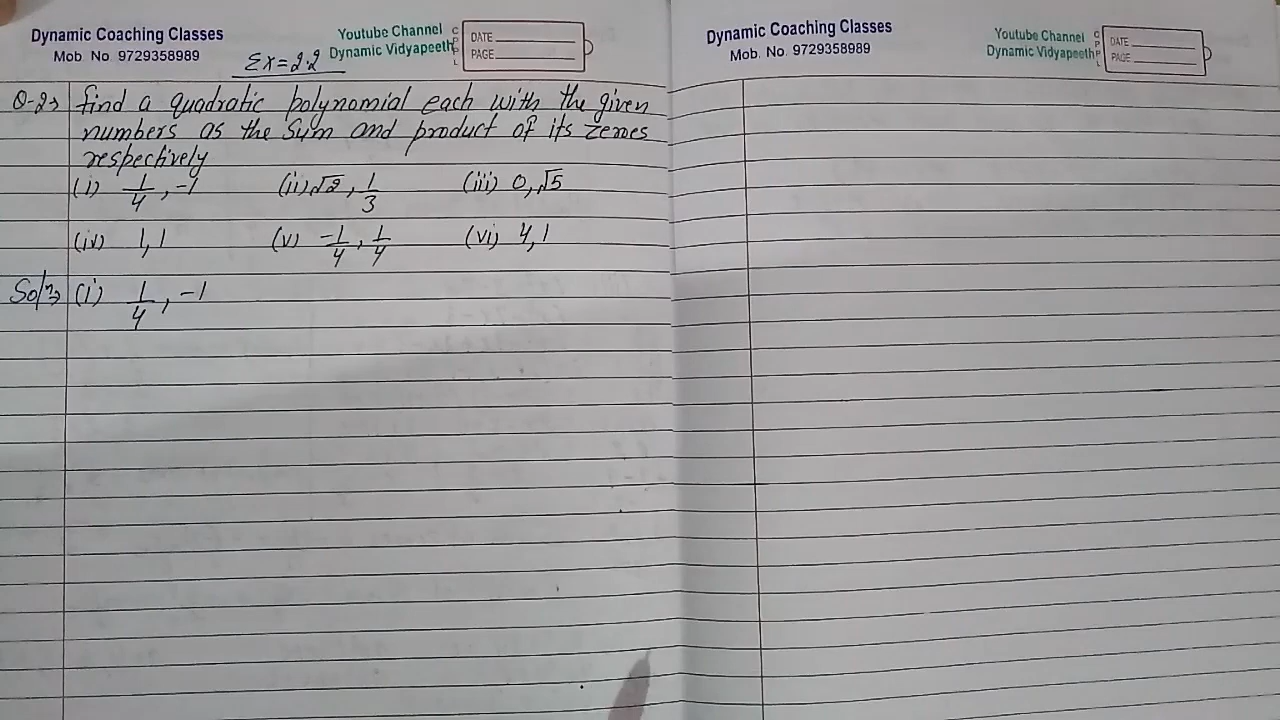 Dynamic Coaching Classes
Mob. No. 9729358989
Youtube Channel
Dynamic Vidyapeeth
DATE
PAGE
Ex=2.2
Q-2⇒ find a quadratic polynomial each with the given
numbers as the sum and product of its zeroes
respectively
(i) 1/4, -1 (ii) √2, 1/3 (iii) 0, √5
(iv) 1, 1 (v) -1/4, 1/4 (vi) 4, 1
Sol⇒ (i) 1/4, -1
Dynamic Coaching Classes
Mob. No. 9729358989
Youtube Channel
Dynamic Vidyapeeth
DATE
PAGE